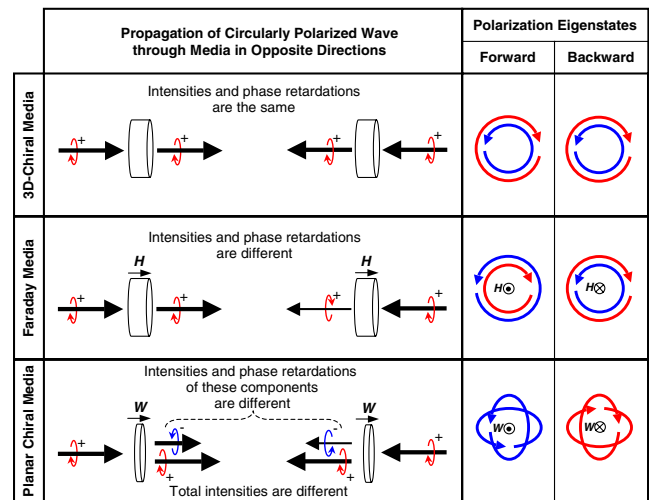 Propagation of Circularly Polarized Wave
through Media in Opposite Directions
Polarization Eigenstates
Forward
Backward
3D-Chiral Media
Intensities and phase retardations
are the same
+
+
+
+
Faraday Media
Intensities and phase retardations
are different
H
H
+
+
+
+
H
H
Planar Chiral Media
Intensities and phase retardations
of these components
are different
W
W
+
-
+
-
+
+
Total intensities are different
W
W